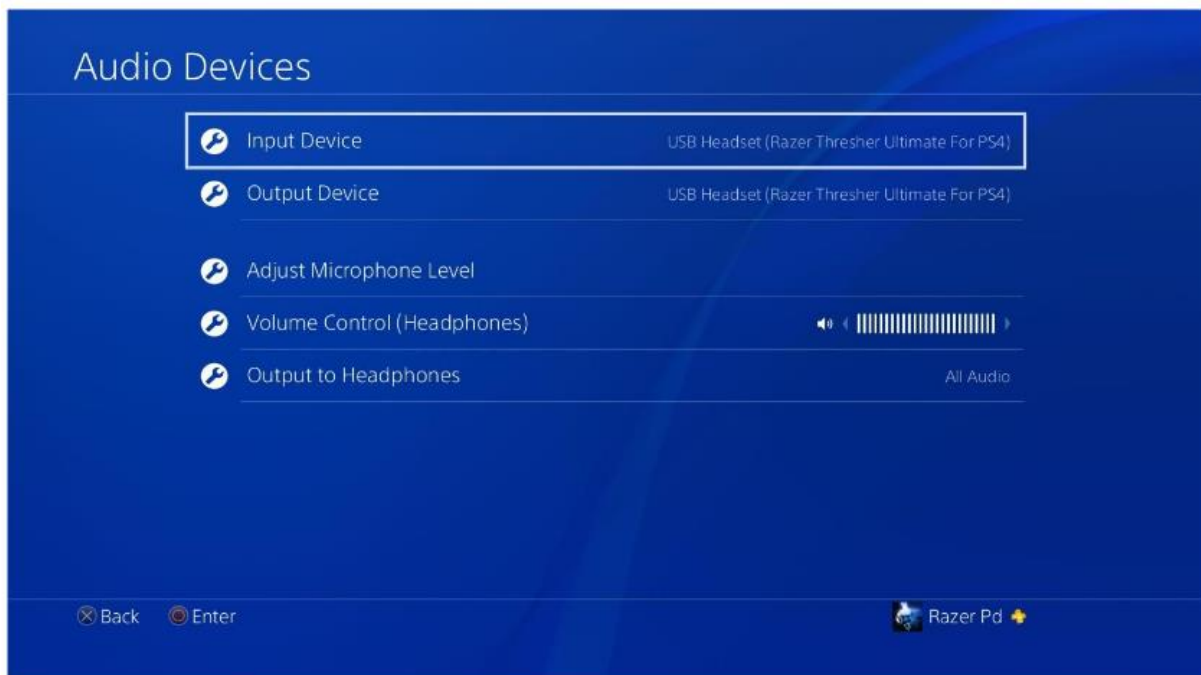 Audio Devices
Input Device USB Headset (Razer Thresher Ultimate For PS4)
Output Device USB Headset (Razer Thresher Ultimate For PS4)
Adjust Microphone Level
Volume Control (Headphones)
Output to Headphones All Audio
Back Enter Razer Pd